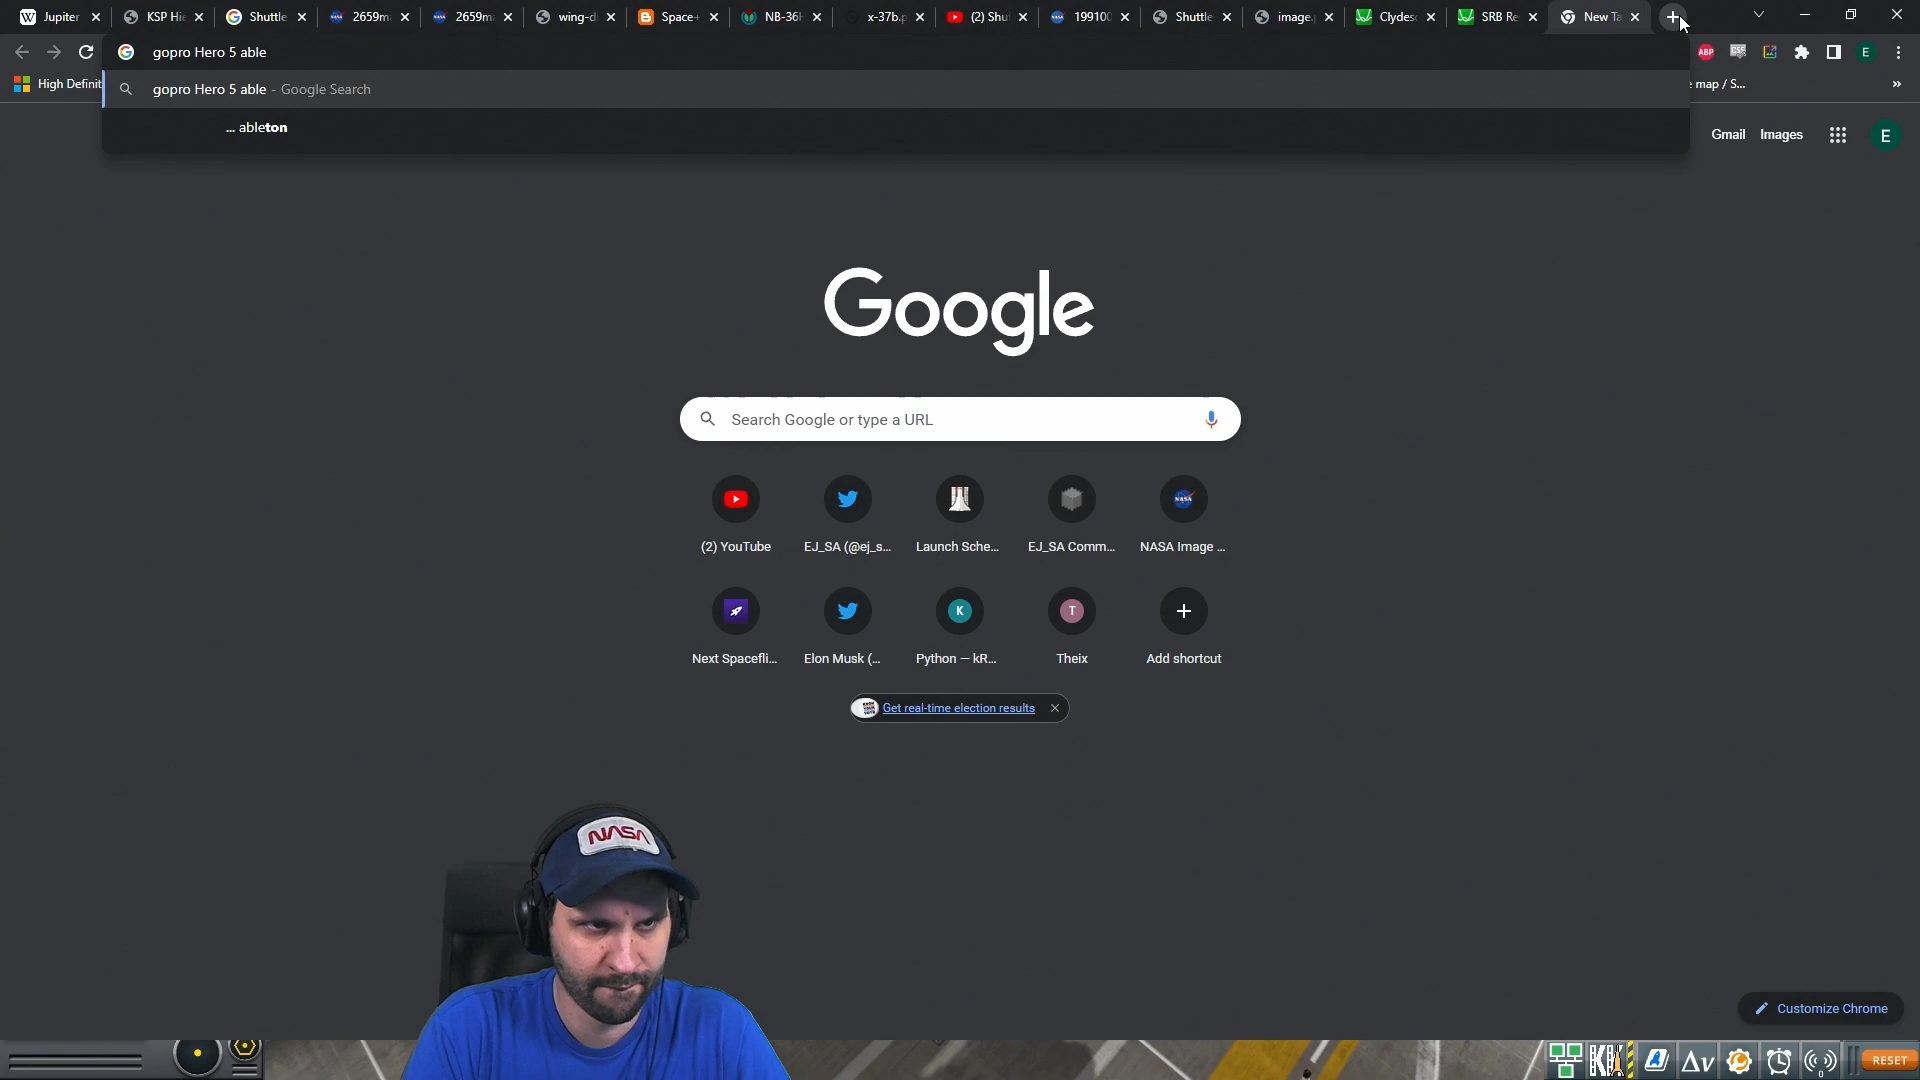 Jupiter
KSP Hi
Shuttle
2659m
2659m
wing-d
Space
NB-36
x-37b.p
(2) Shu
19910
Shuttle
image.
Clydes
SRB Re
New Ta
gopro Hero 5 able
High Definit
gopro Hero 5 able - Google Search
... ableton
ABP
map / S...
»
E
Gmail
Images
E
Google
Search Google or type a URL
(2) YouTube
EJ_SA (@ej_s...
Launch Sche...
EJ_SA Comm...
NASA Image ...
Next Spacefli...
Elon Musk (...
K
Python — kR...
T
Theix
Add shortcut
Get real-time election results
NASA
Customize Chrome
Δv
RESET